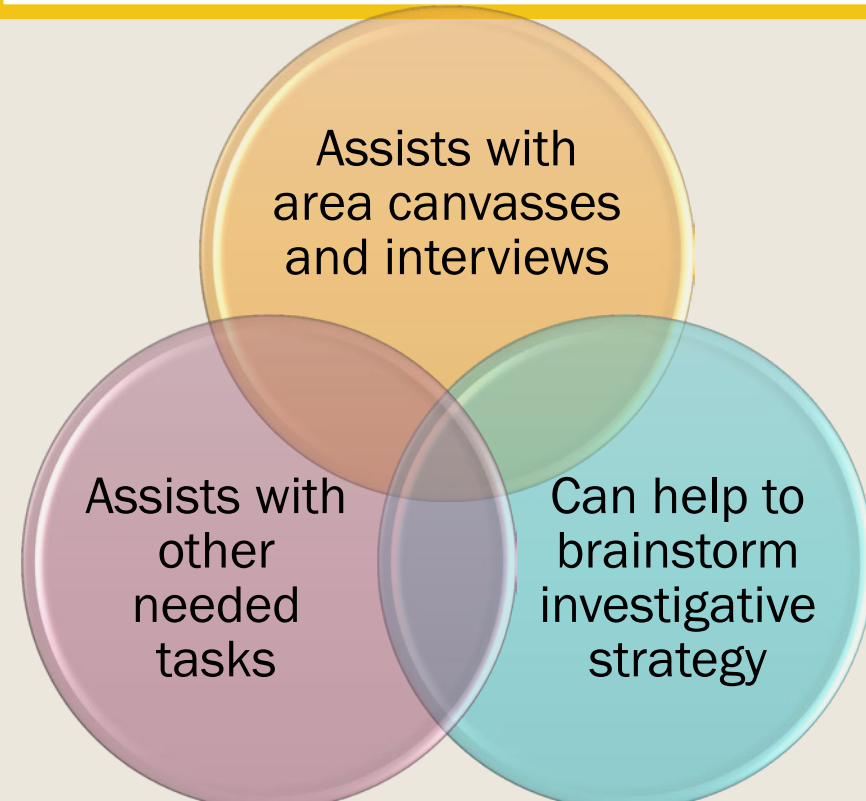 Assists with
area canvasses
and interviews
Assists with
other
needed
tasks
Can help to
brainstorm
investigative
strategy